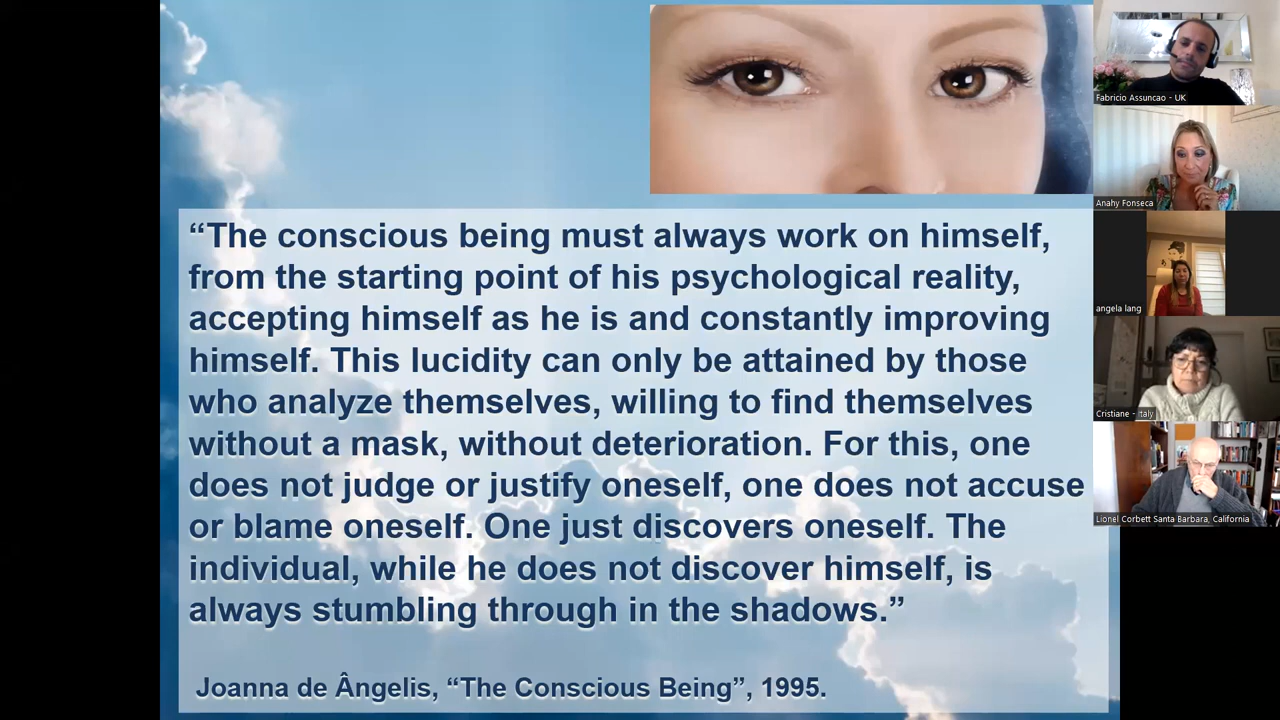 “The conscious being must always work on himself,
from the starting point of his psychological reality,
accepting himself as he is and constantly improving
himself. This lucidity can only be attained by those
who analyze themselves, willing to find themselves
without a mask, without deterioration. For this, one
does not judge or justify oneself, one does not accuse
or blame oneself. One just discovers oneself. The
individual, while he does not discover himself, is
always stumbling through in the shadows.”
Joanna de Ângelis, “The Conscious Being”, 1995.
Fabricio Assuncao - UK
Anahy Fonseca
angela lang
Cristiane - Italy
Lionel Corbett Santa Barbara, California